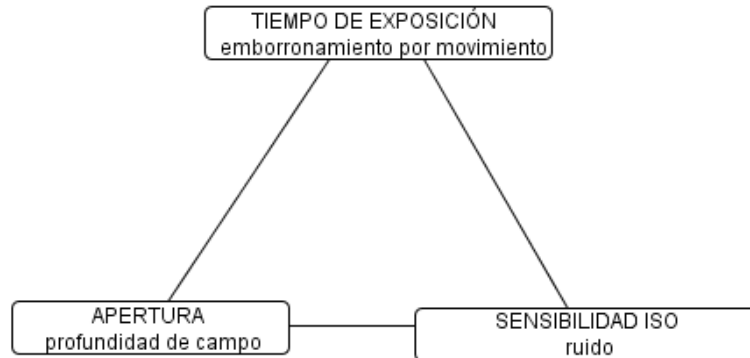 TIEMPO DE EXPOSICIÓN
emborronamiento por movimiento
APERTURA
profundidad de campo
SENSIBILIDAD ISO
ruido